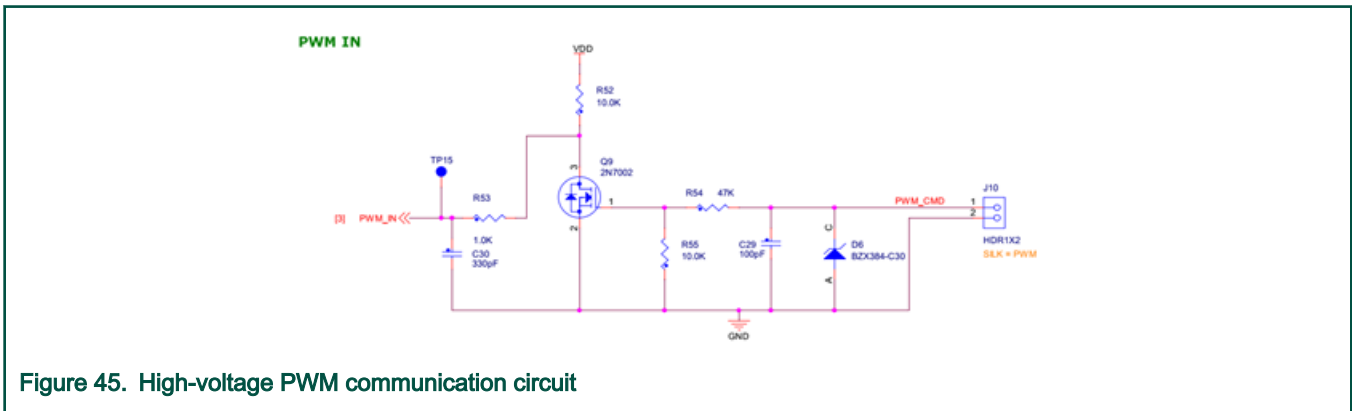 PWM IN
VDD
R52
10.0K
TP15
Q9
2N7002
3
1
2
R53
1.0K
[3] PWM_IN
C30
330pF
R54 47K
R55
10.0K
C29
100pF
PWM_CMD
C
D6
BZX384-C30
A
J10
1
2
HDR1X2
SILK = PWM
GND
Figure 45. High-voltage PWM communication circuit